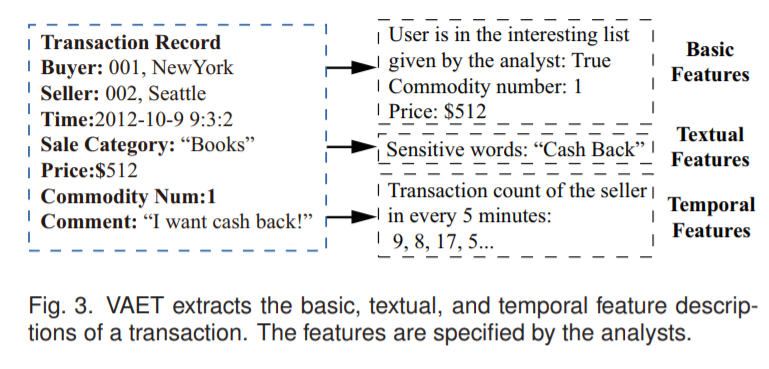 Transaction Record
Buyer: 001, NewYork
Seller: 002, Seattle
Time:2012-10-9 9:3:2
Sale Category: “Books”
Price:$512
Commodity Num:1
Comment: “I want cash back!”
User is in the interesting list
given by the analyst: True
Commodity number: 1
Price: $512
Basic
Features
Sensitive words: “Cash Back”
Textual
Features
Transaction count of the seller
in every 5 minutes:
9, 8, 17, 5...
Temporal
Features
Fig. 3. VAET extracts the basic, textual, and temporal feature descrip-
tions of a transaction. The features are specified by the analysts.